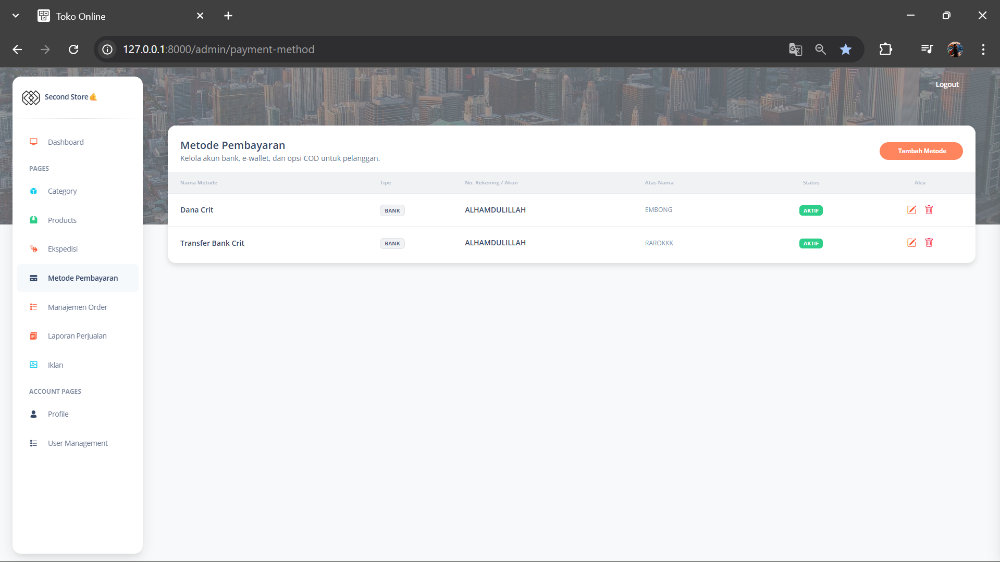 Toko Online
127.0.0.1:8000/admin/payment-method
Logout
Second Store
Dashboard
PAGES
Category
Products
Ekspedisi
Metode Pembayaran
Manajemen Order
Laporan Perjualan
Iklan
ACCOUNT PAGES
Profile
User Management
Metode Pembayaran
Kelola akun bank, e-wallet, dan opsi COD untuk pelanggan.
Tambah Metode
Nama Metode Tipe No. Rekening / Akun Atas Nama Status Aksi
Dana Crit BANK ALHAMDULILLAH EMBONG AKTIF
Transfer Bank Crit BANK ALHAMDULILLAH RAROKKK AKTIF